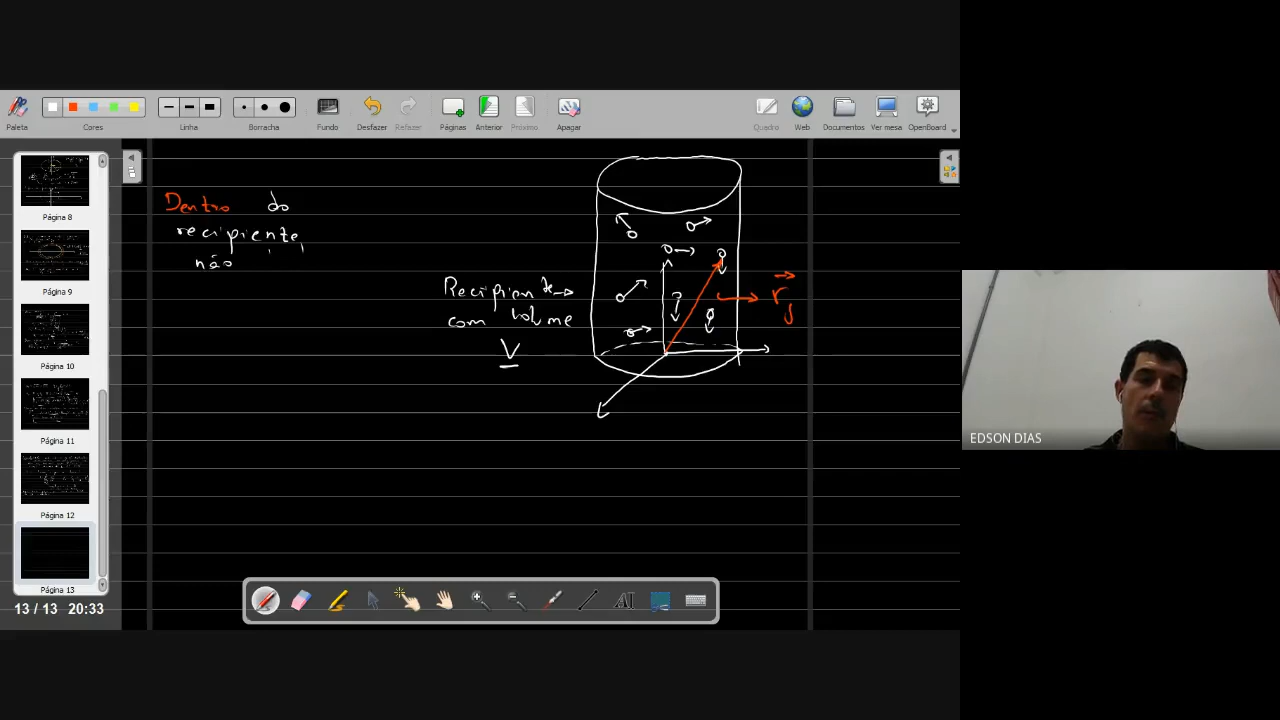 Paleta
Cores
Linha
Borracha
Fundo
Desfazer
Refazer
Páginas
Anterior
Próximo
Apagar
Quadro
Web
Documentos
Ver mesa
OpenBoard
Página 8
Página 9
Página 10
Página 11
Página 12
Página 13
13 / 13 20:33
Dentro do
recipiente,
não
Recipiente →
com volume
V
r j
AI
EDSON DIAS